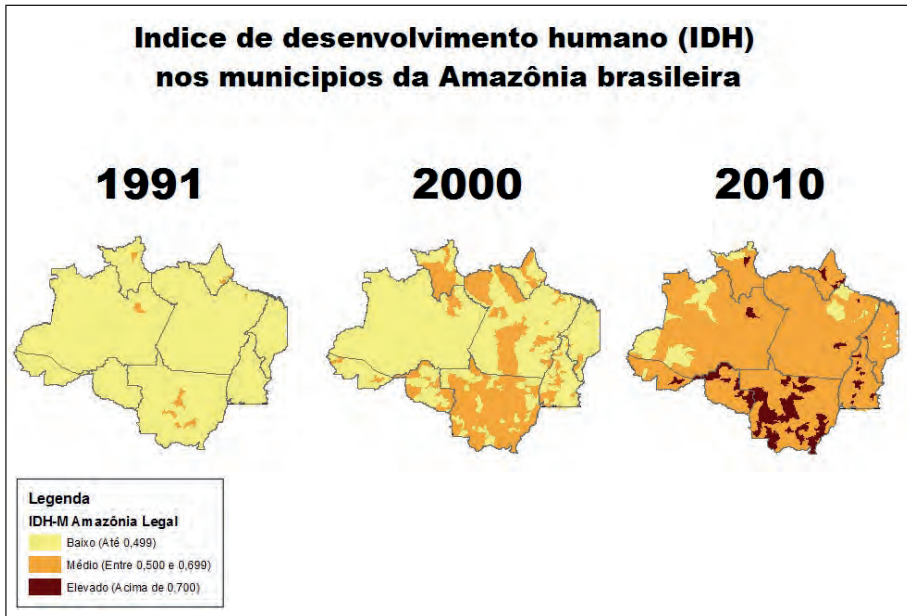 Indice de desenvolvimento humano (IDH)
nos municipios da Amazônia brasileira
1991
2000
2010
Legenda
IDH-M Amazônia Legal
Baixo (Até 0,499)
Médio (Entre 0,500 e 0,699)
Elevado (Acima de 0,700)